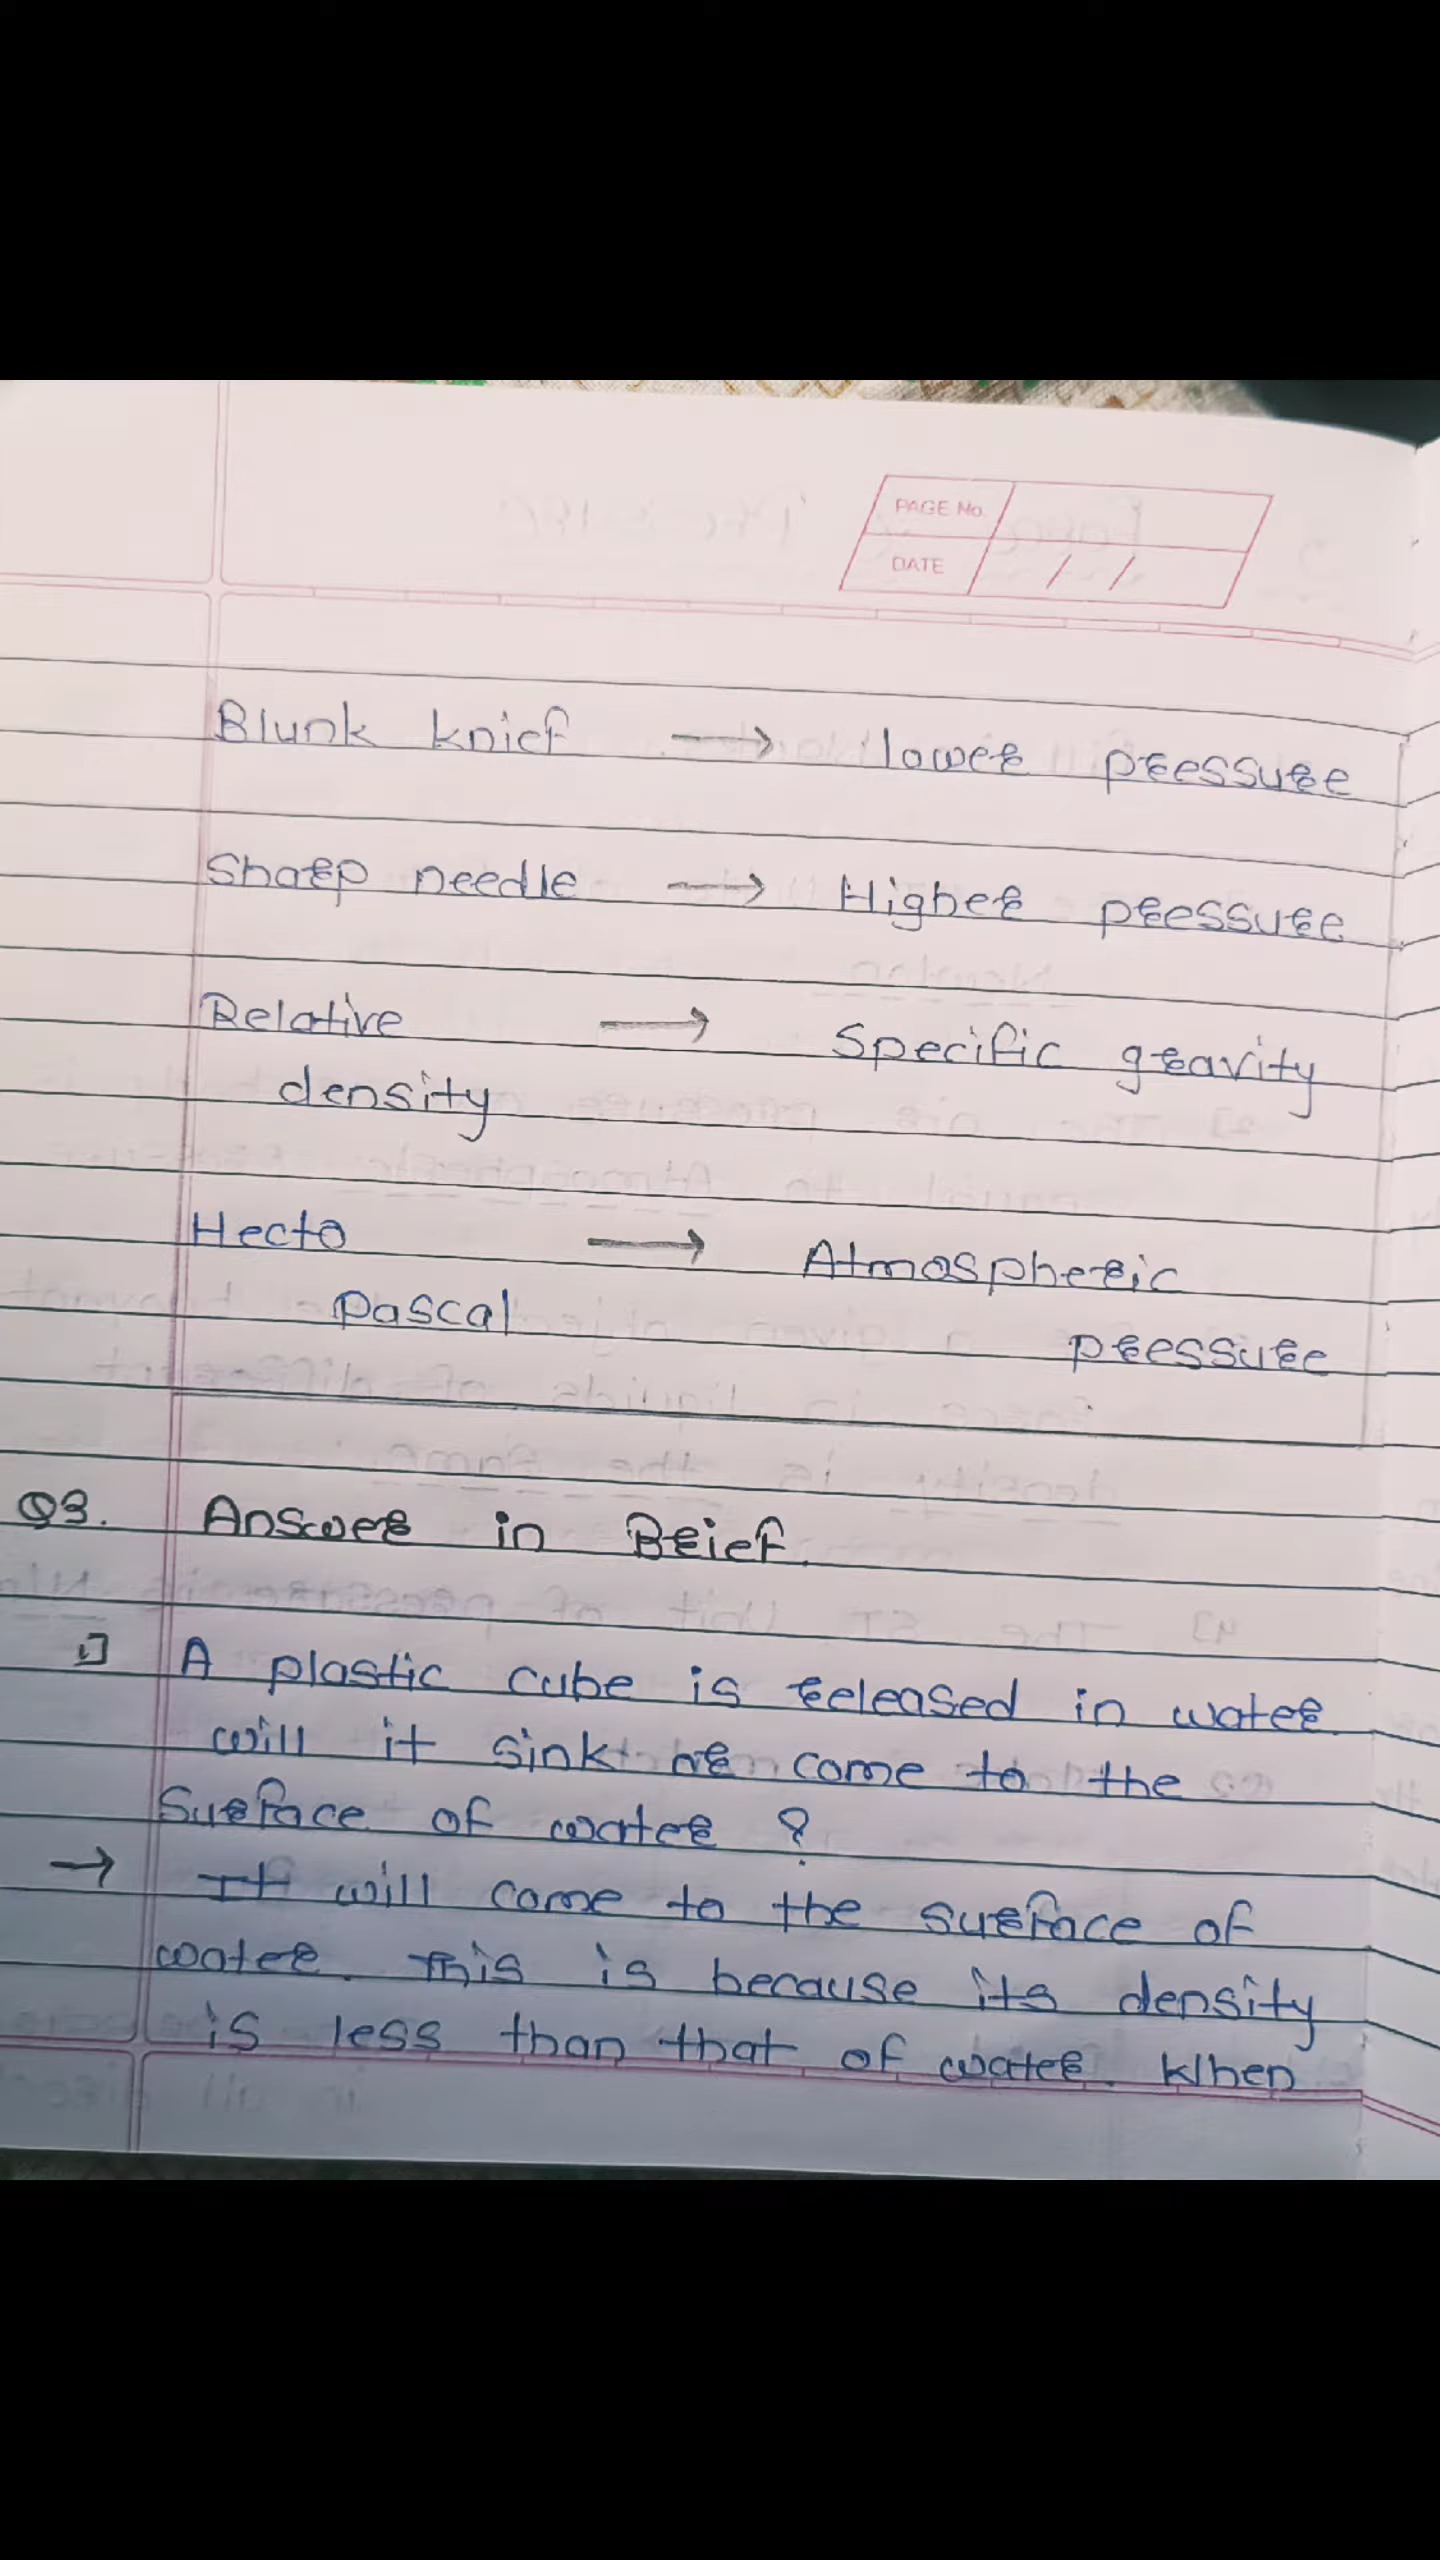 PAGE No.
DATE / /
Blunk knief → lower pressure
Sharp needle → Higher pressure
Relative → Specific gravity
density
Hecto → Atmospheric
pascal pressure
Q3. Answer in Brief.
1] A plastic cube is released in water.
will it sink or come to the
surface of water ?
→ It will come to the surface of
water. This is because its density
is less than that of water. When